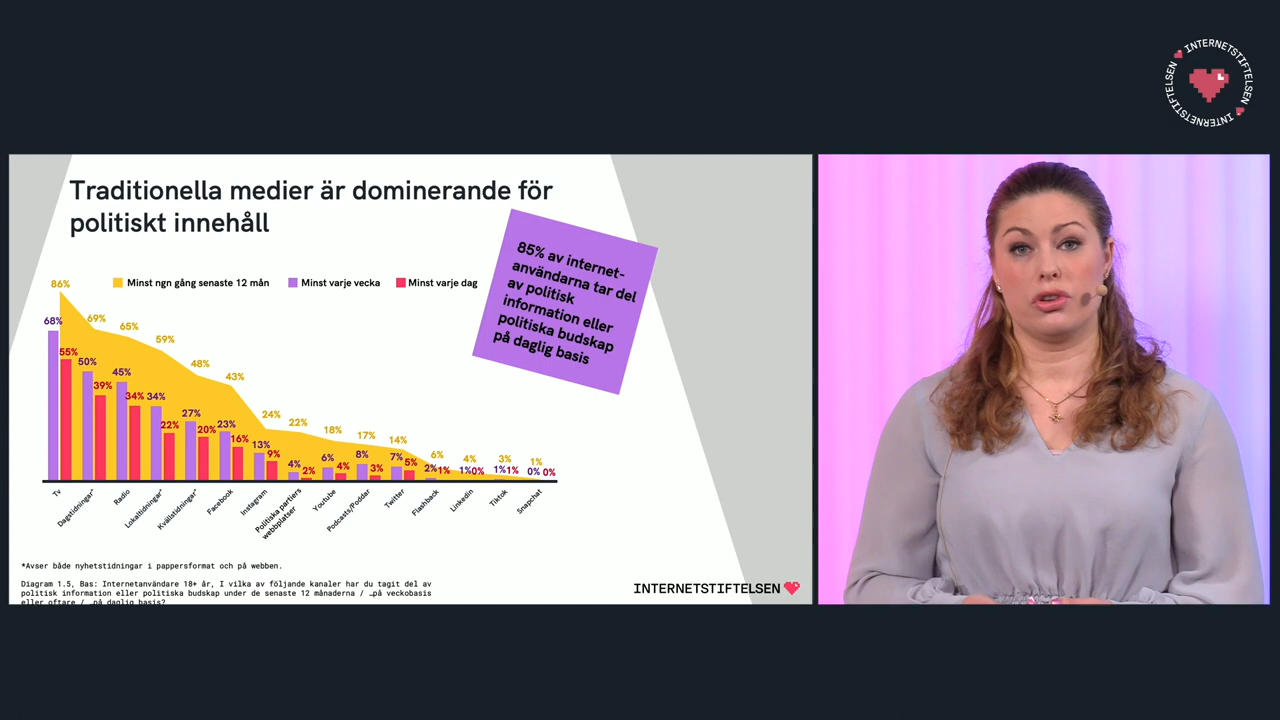 INTERNETSTIFTELSEN
INTERNETSTIFTELSEN
Traditionella medier är dominerande för
politiskt innehåll
85% av internet-
användarna tar del
av politisk
information eller
politiska budskap
på daglig basis
Minst ngn gång senaste 12 mån
Minst varje vecka
Minst varje dag
86% 69% 65% 59% 48% 43% 24% 22% 18% 17% 14% 6% 4% 3% 1%
68% 50% 45% 34% 27% 23% 13% 4% 6% 8% 7% 2% 1% 1% 0%
55% 39% 34% 22% 20% 16% 9% 2% 4% 3% 5% 1% 0% 1% 0%
Tv
Dagstidningar*
Radio
Lokaltidningar*
Kvällstidningar*
Facebook
Instagram
Politiska partiers
webbplatser
Youtube
Podcasts/Poddar
Twitter
Flashback
Linkedin
Tiktok
Snapchat
*Avser både nyhetstidningar i pappersformat och på webben.
Diagram 1.5, Bas: Internetanvändare 18+ år, I vilka av följande kanaler har du tagit del av
politisk information eller politiska budskap under de senaste 12 månaderna / …på veckobasis
eller oftare / …på daglig basis?
INTERNETSTIFTELSEN